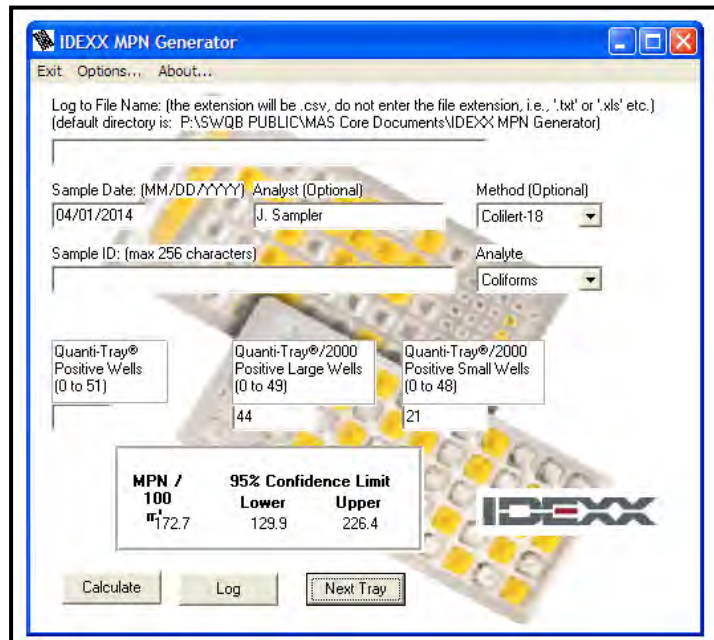 IDEXX MPN Generator
Exit Options... About...
Log to File Name: (the extension will be .csv, do not enter the file extension, i.e., '.txt' or '.xls' etc.)
(default directory is: P:\SWQB PUBLIC\MAS Core Documents\IDEXX MPN Generator)
Sample Date: (MM/DD/YYYY) Analyst (Optional) Method (Optional)
04/01/2014 J. Sampler Colilert-18
Sample ID: (max 256 characters) Analyte
Coliforms
Quanti-Tray® Quanti-Tray®/2000 Quanti-Tray®/2000
Positive Wells Positive Large Wells Positive Small Wells
(0 to 51) (0 to 49) (0 to 48)
44 21
MPN / 95% Confidence Limit
100 Lower Upper
172.7 129.9 226.4
IDEXX
Calculate Log Next Tray